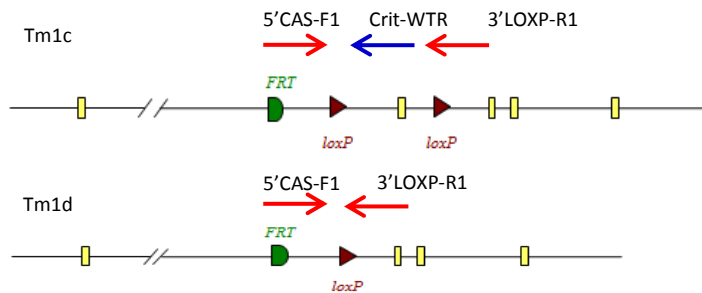 5'CAS-F1 Crit-WTR 3'LOXP-R1
Tm1c
FRT
loxP loxP
5'CAS-F1 3'LOXP-R1
Tm1d
FRT
loxP